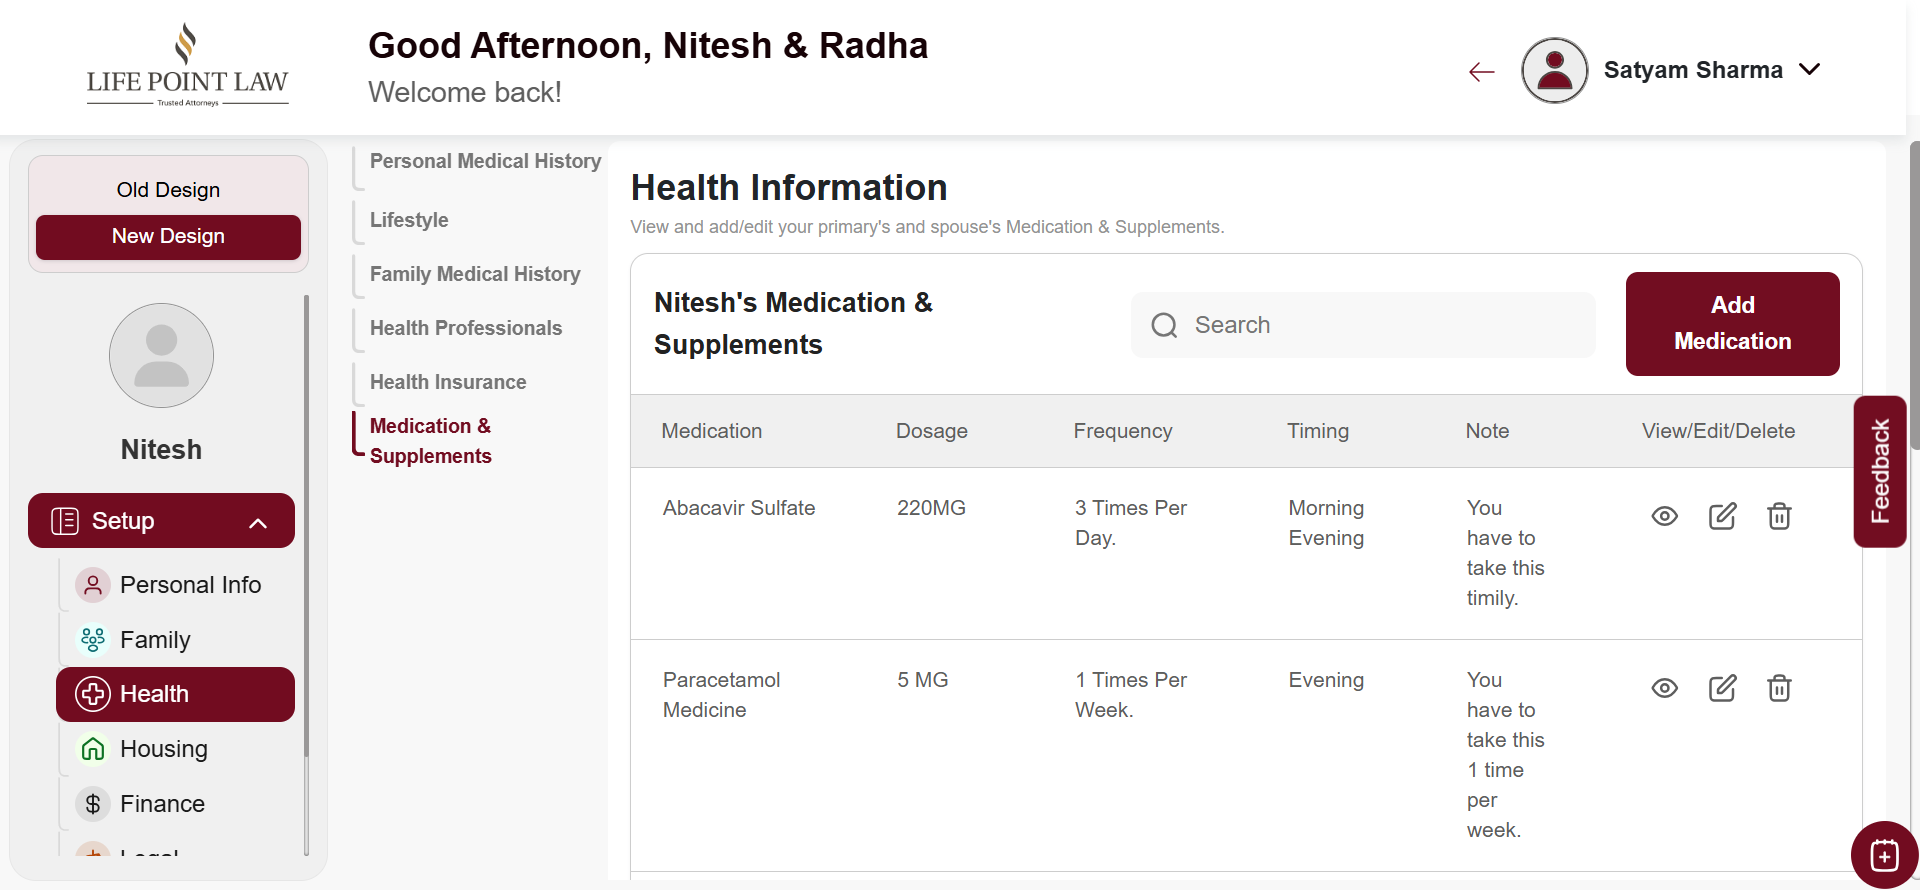 LIFE POINT LAW
Trusted Attorneys
Good Afternoon, Nitesh & Radha
Welcome back!
Satyam Sharma
Old Design
New Design
Nitesh
Setup
Personal Info
Family
Health
Housing
Finance
Legal
Personal Medical History
Lifestyle
Family Medical History
Health Professionals
Health Insurance
Medication &
Supplements
Health Information
View and add/edit your primary's and spouse's Medication & Supplements.
Nitesh's Medication &
Supplements
Search
Add
Medication
Medication Dosage Frequency Timing Note View/Edit/Delete
Abacavir Sulfate 220MG 3 Times Per Morning You
Day. Evening have to
take this
timily.
Paracetamol 5 MG 1 Times Per Evening You
Medicine Week. have to
take this
1 time
per
week.
Feedback